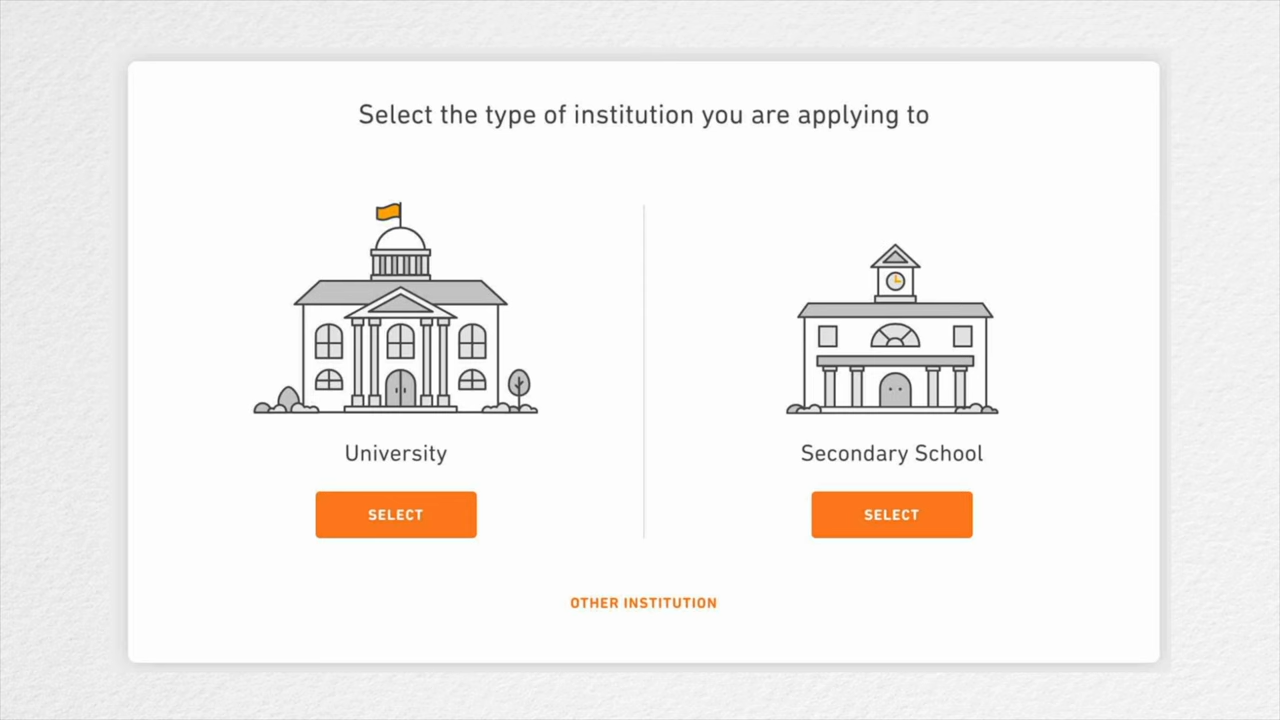 Select the type of institution you are applying to
University
Secondary School
SELECT
SELECT
OTHER INSTITUTION